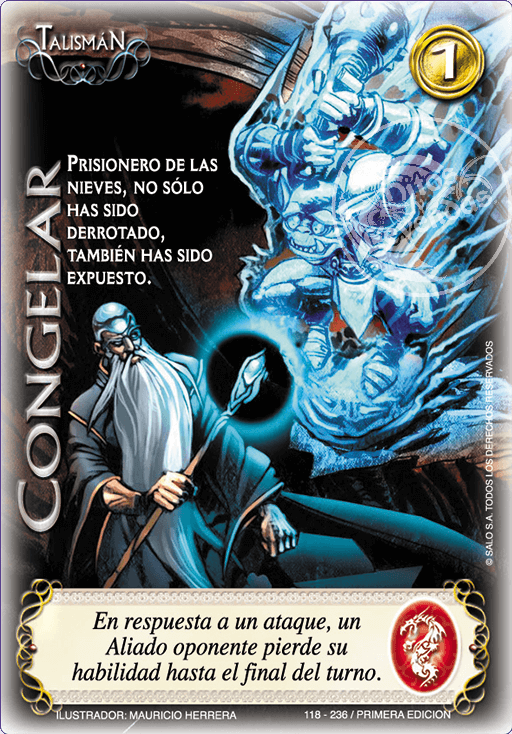 TALISMÁN
1
CONGELAR
PRISIONERO DE LAS
NIEVES, NO SÓLO
HAS SIDO
DERROTADO,
TAMBIÉN HAS SIDO
EXPUESTO.
© SALO S.A. TODOS LOS DERECHOS RESERVADOS
En respuesta a un ataque, un
Aliado oponente pierde su
habilidad hasta el final del turno.
ILUSTRADOR: MAURICIO HERRERA 118 - 236 / PRIMERA EDICION